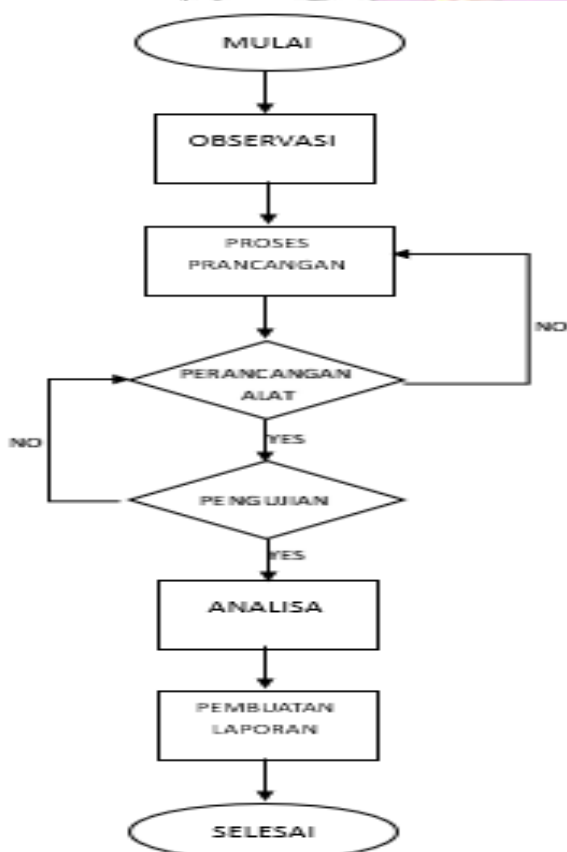 MULAI
OBSERVASI
PROSES
PRANCANGAN
NO
PERANCANGAN
ALAT
NO
YES
PENGUJIAN
YES
ANALISA
PEMBUATAN
LAPORAN
SELESAI